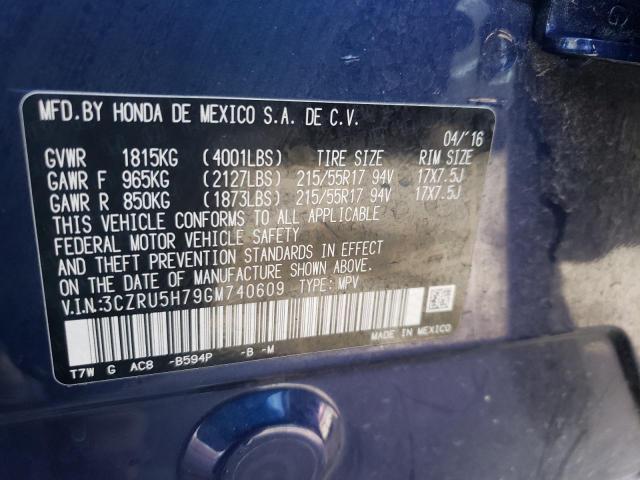 MFD.BY HONDA DE MEXICO S.A. DE C.V.
04/'16
GVWR 1815KG (4001LBS) TIRE SIZE RIM SIZE
GAWR F 965KG (2127LBS) 215/55R17 94V 17X7.5J
GAWR R 850KG (1873LBS) 215/55R17 94V 17X7.5J
THIS VEHICLE CONFORMS TO ALL APPLICABLE
FEDERAL MOTOR VEHICLE SAFETY
AND THEFT PREVENTION STANDARDS IN EFFECT
ON THE DATE OF MANUFACTURE SHOWN ABOVE.
V.I.N:3CZRU5H79GM740609 TYPE: MPV
MADE IN MEXICO
T7W G AC8 -B594P -B -M